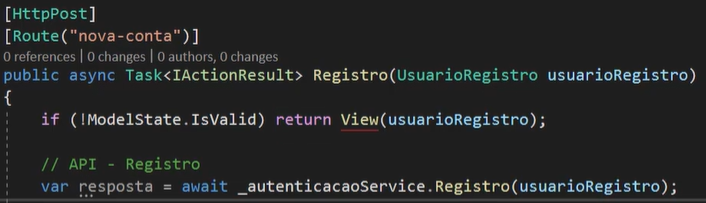 [HttpPost]
[Route("nova-conta")]
0 references | 0 changes | 0 authors, 0 changes
public async Task<IActionResult> Registro(UsuarioRegistro usuarioRegistro)
{
if (!ModelState.IsValid) return View(usuarioRegistro);
// API - Registro
var resposta = await _autenticacaoService.Registro(usuarioRegistro);